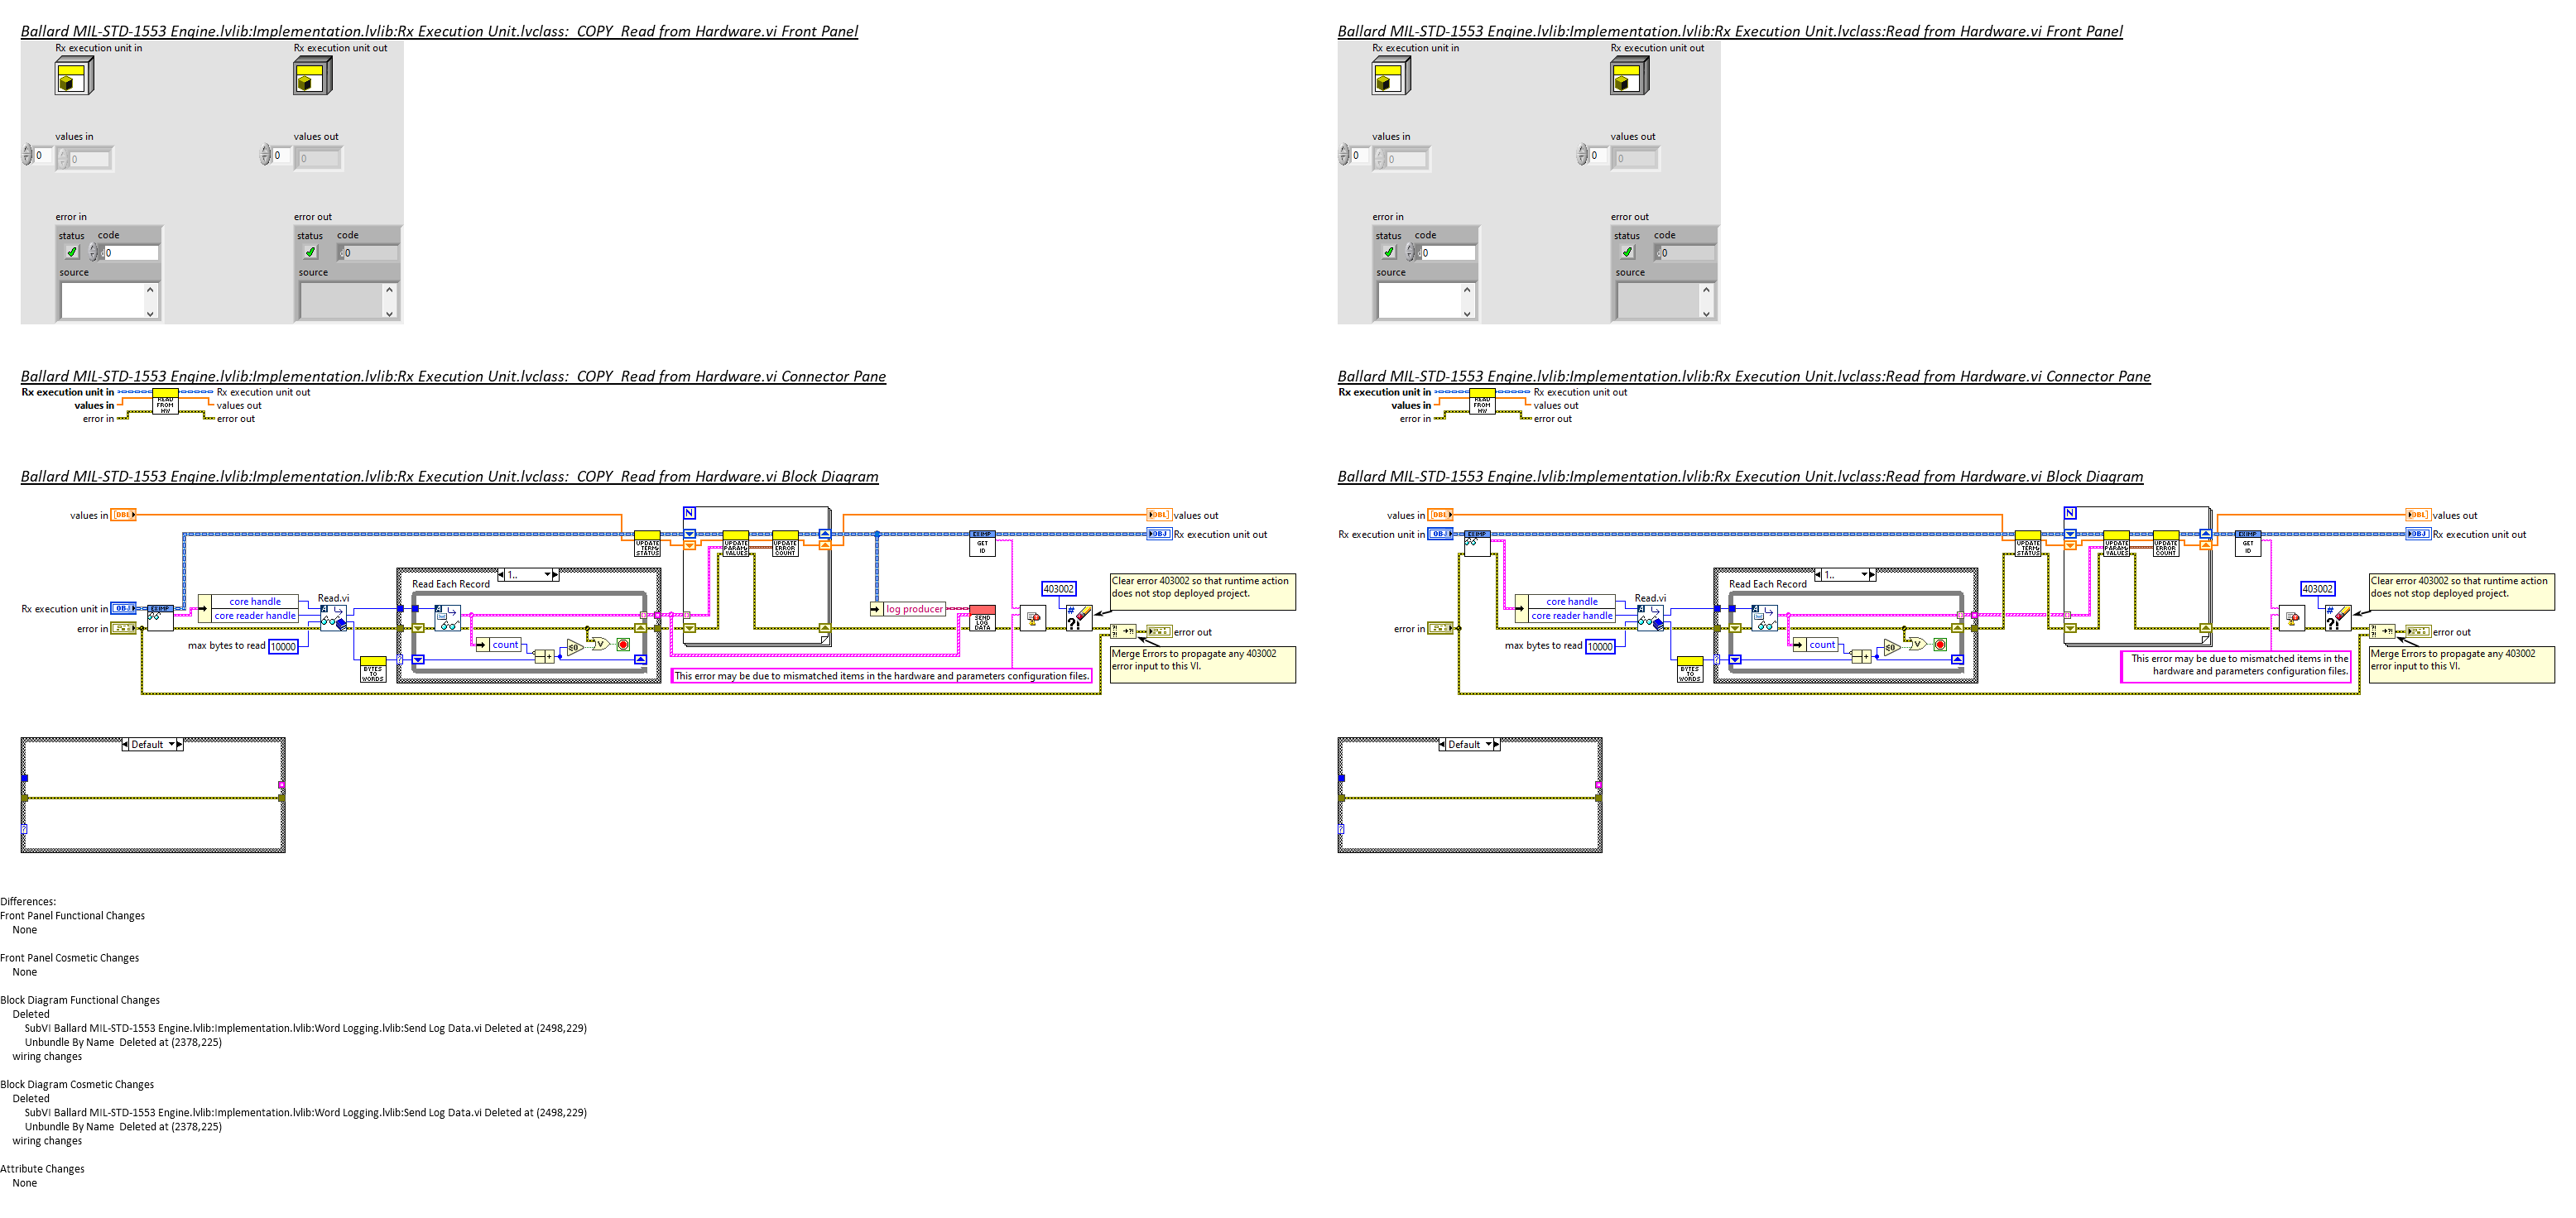 Ballard MIL-STD-1553 Engine.lvlib:Implementation.lvlib:Rx Execution Unit.lvclass:  COPY  Read from Hardware.vi Front Panel
Rx execution unit in
Rx execution unit out
values in
values out
0
0
0
0
error in
error out
status code
status code
0
0
source
source
Ballard MIL-STD-1553 Engine.lvlib:Implementation.lvlib:Rx Execution Unit.lvclass:  COPY  Read from Hardware.vi Connector Pane
Rx execution unit in
Rx execution unit out
values in
READ FROM HW
values out
error in
error out
Ballard MIL-STD-1553 Engine.lvlib:Implementation.lvlib:Rx Execution Unit.lvclass:  COPY  Read from Hardware.vi Block Diagram
values in
DBL
N
DBL
values out
UPDATE TERM STATUS
UPDATE PARAM VALUES
UPDATE ERROR COUNT
COMP
GET ID
OBJ
Rx execution unit out
1..
Read Each Record
403002
Clear error 403002 so that runtime action
does not stop deployed project.
Rx execution unit in
OBJ
COMP
core handle
core reader handle
Read.vi
log producer
SEND LOG DATA
error in
error out
max bytes to read
10000
count
BYTES TO WORDS
Merge Errors to propagate any 403002
error input to this VI.
This error may be due to mismatched items in the hardware and parameters configuration files.
Default
Ballard MIL-STD-1553 Engine.lvlib:Implementation.lvlib:Rx Execution Unit.lvclass:Read from Hardware.vi Front Panel
Rx execution unit in
Rx execution unit out
values in
values out
0
0
0
0
error in
error out
status code
status code
0
0
source
source
Ballard MIL-STD-1553 Engine.lvlib:Implementation.lvlib:Rx Execution Unit.lvclass:Read from Hardware.vi Connector Pane
Rx execution unit in
Rx execution unit out
values in
READ FROM HW
values out
error in
error out
Ballard MIL-STD-1553 Engine.lvlib:Implementation.lvlib:Rx Execution Unit.lvclass:Read from Hardware.vi Block Diagram
values in
DBL
N
DBL
values out
Rx execution unit in
OBJ
COMP
UPDATE TERM STATUS
UPDATE PARAM VALUES
UPDATE ERROR COUNT
COMP
GET ID
OBJ
Rx execution unit out
1..
Read Each Record
403002
Clear error 403002 so that runtime action
does not stop deployed project.
core handle
core reader handle
Read.vi
error in
error out
max bytes to read
10000
count
BYTES TO WORDS
Merge Errors to propagate any 403002
error input to this VI.
This error may be due to mismatched items in the
hardware and parameters configuration files.
Default
Differences:
Front Panel Functional Changes
None
Front Panel Cosmetic Changes
None
Block Diagram Functional Changes
Deleted
SubVI Ballard MIL-STD-1553 Engine.lvlib:Implementation.lvlib:Word Logging.lvlib:Send Log Data.vi Deleted at (2498,229)
Unbundle By Name  Deleted at (2378,225)
wiring changes
Block Diagram Cosmetic Changes
Deleted
SubVI Ballard MIL-STD-1553 Engine.lvlib:Implementation.lvlib:Word Logging.lvlib:Send Log Data.vi Deleted at (2498,229)
Unbundle By Name  Deleted at (2378,225)
wiring changes
Attribute Changes
None